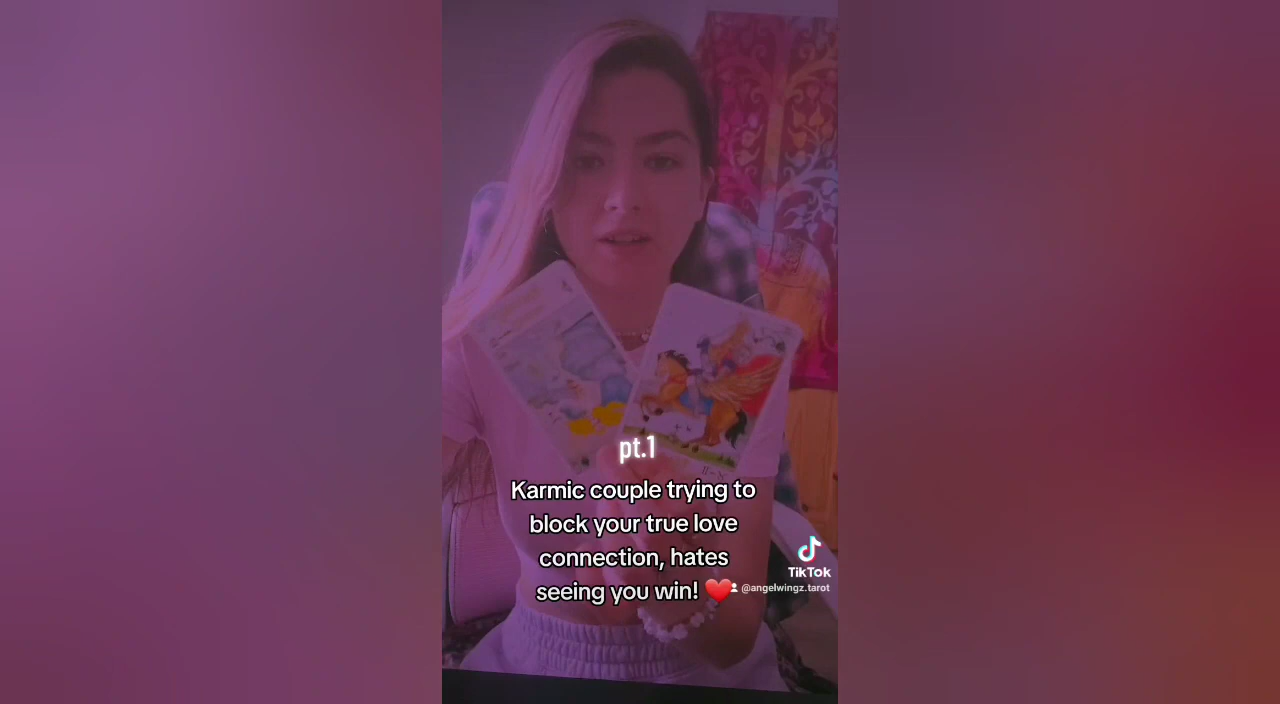 pt.1
Karmic couple trying to
block your true love
connection, hates
seeing you win! ❤️
TikTok
@angelwingz.tarot